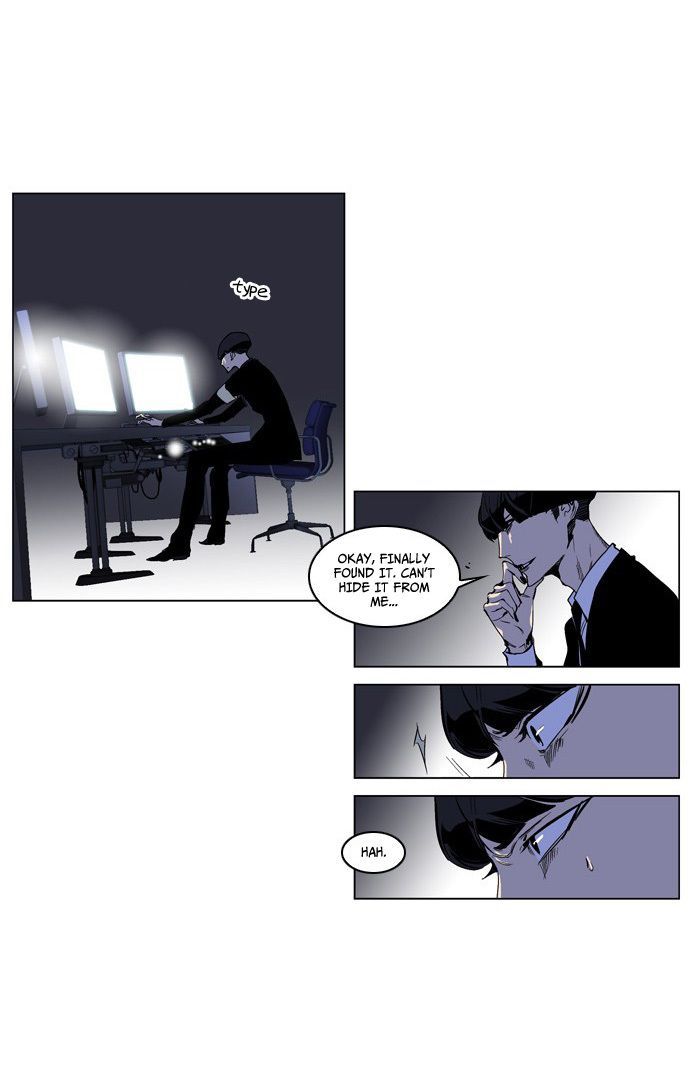 type
OKAY, FINALLY
FOUND IT. CAN'T
HIDE IT FROM
ME...
HAH.